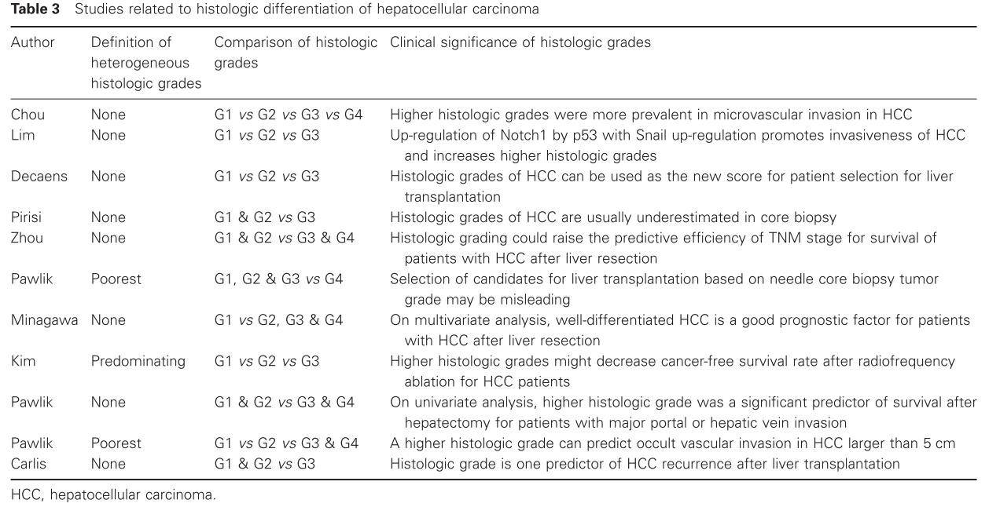 Table 3 Studies related to histologic differentiation of hepatocellular carcinoma
Author Definition of heterogeneous histologic grades Comparison of histologic grades Clinical significance of histologic grades
Chou None G1 vs G2 vs G3 vs G4 Higher histologic grades were more prevalent in microvascular invasion in HCC
Lim None G1 vs G2 vs G3 Up-regulation of Notch1 by p53 with Snail up-regulation promotes invasiveness of HCC
and increases higher histologic grades
Decaens None G1 vs G2 vs G3 Histologic grades of HCC can be used as the new score for patient selection for liver
transplantation
Pirisi None G1 & G2 vs G3 Histologic grades of HCC are usually underestimated in core biopsy
Zhou None G1 & G2 vs G3 & G4 Histologic grading could raise the predictive efficiency of TNM stage for survival of
patients with HCC after liver resection
Pawlik Poorest G1, G2 & G3 vs G4 Selection of candidates for liver transplantation based on needle core biopsy tumor
grade may be misleading
Minagawa None G1 vs G2, G3 & G4 On multivariate analysis, well-differentiated HCC is a good prognostic factor for patients
with HCC after liver resection
Kim Predominating G1 vs G2 vs G3 Higher histologic grades might decrease cancer-free survival rate after radiofrequency
ablation for HCC patients
Pawlik None G1 & G2 vs G3 & G4 On univariate analysis, higher histologic grade was a significant predictor of survival after
hepatectomy for patients with major portal or hepatic vein invasion
Pawlik Poorest G1 vs G2 vs G3 & G4 A higher histologic grade can predict occult vascular invasion in HCC larger than 5 cm
Carlis None G1 & G2 vs G3 Histologic grade is one predictor of HCC recurrence after liver transplantation
HCC, hepatocellular carcinoma.